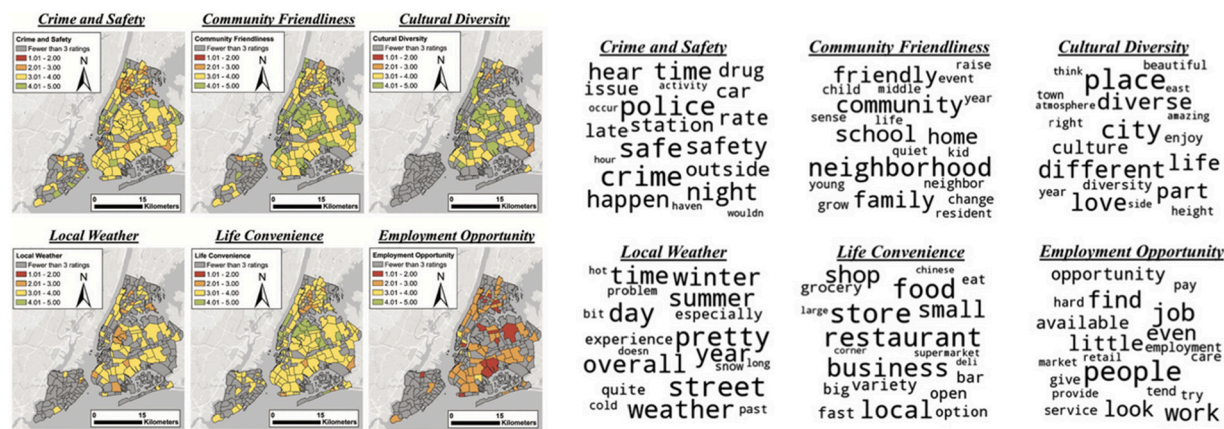 Crime and Safety
Crime and Safety
Fewer than 3 ratings
1.01 - 2.00
2.01 - 3.00
3.01 - 4.00
4.01 - 5.00
N
0 15
Kilometers
Community Friendliness
Community Friendliness
Fewer than 3 ratings
1.01 - 2.00
2.01 - 3.00
3.01 - 4.00
4.01 - 5.00
N
0 15
Kilometers
Cultural Diversity
Cutural Diversity
Fewer than 3 ratings
1.01 - 2.00
2.01 - 3.00
3.01 - 4.00
4.01 - 5.00
N
0 15
Kilometers
Local Weather
Local Weather
Fewer than 3 ratings
1.01 - 2.00
2.01 - 3.00
3.01 - 4.00
4.01 - 5.00
N
0 15
Kilometers
Life Convenience
Life Convenience
Fewer than 3 ratings
1.01 - 2.00
2.01 - 3.00
3.01 - 4.00
4.01 - 5.00
N
0 15
Kilometers
Employment Opportunity
Employment Opportunity
Fewer than 3 ratings
1.01 - 2.00
2.01 - 3.00
3.01 - 4.00
4.01 - 5.00
N
0 15
Kilometers
Crime and Safety
hear time drug
issue activity car
occur police
late station rate
safe safety
hour
crime outside
happen haven night
wouldn
Community Friendliness
raise
friendly event
child middle
community year
sense life
school home
quiet kid
neighborhood
young neighbor
grow family change
resident
Cultural Diversity
think beautiful
place east
town
atmosphere diverse
amazing
right city enjoy
culture
different life
year diversity part
love side height
Local Weather
hot time winter
problem
summer
bit day especially
experience pretty
doesn
overall year snow long
quite street
cold weather past
Life Convenience
shop chinese
grocery food eat
large store small
restaurant
corner supermarket
business deli
big variety bar
open
fast local option
Employment Opportunity
opportunity
pay
hard find job
available even
little employment
market retail care
give people
provide tend try
service look work